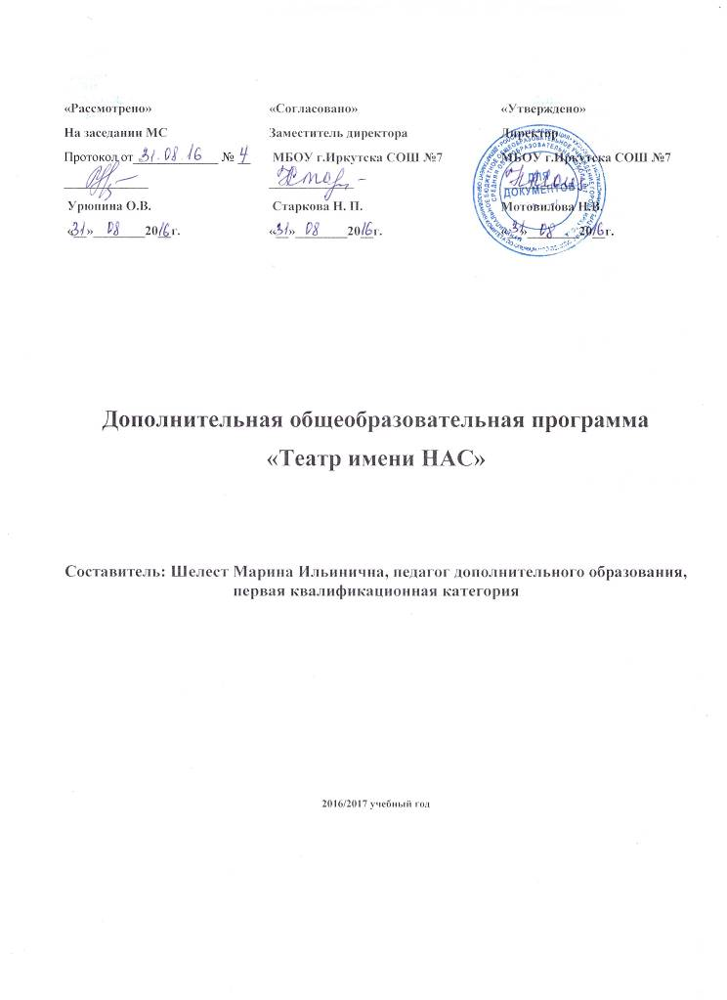 «Рассмотрено» «Согласовано» «Утверждено»
На заседании МС Заместитель директора Директор
Протокол от 31.08.16 № 4 МБОУ г.Иркутска СОШ №7 МБОУ г.Иркутска СОШ №7
Урюпина О.В. Старкова Н. П. Мотовилова Н.В.
«31» 08 2016г. «31» 08 2016г. «31» 08 2016г.
ДЛЯ
ДОКУМЕНТОВ
Дополнительная общеобразовательная программа
«Театр имени НАС»
Составитель: Шелест Марина Ильинична, педагог дополнительного образования,
первая квалификационная категория
2016/2017 учебный год